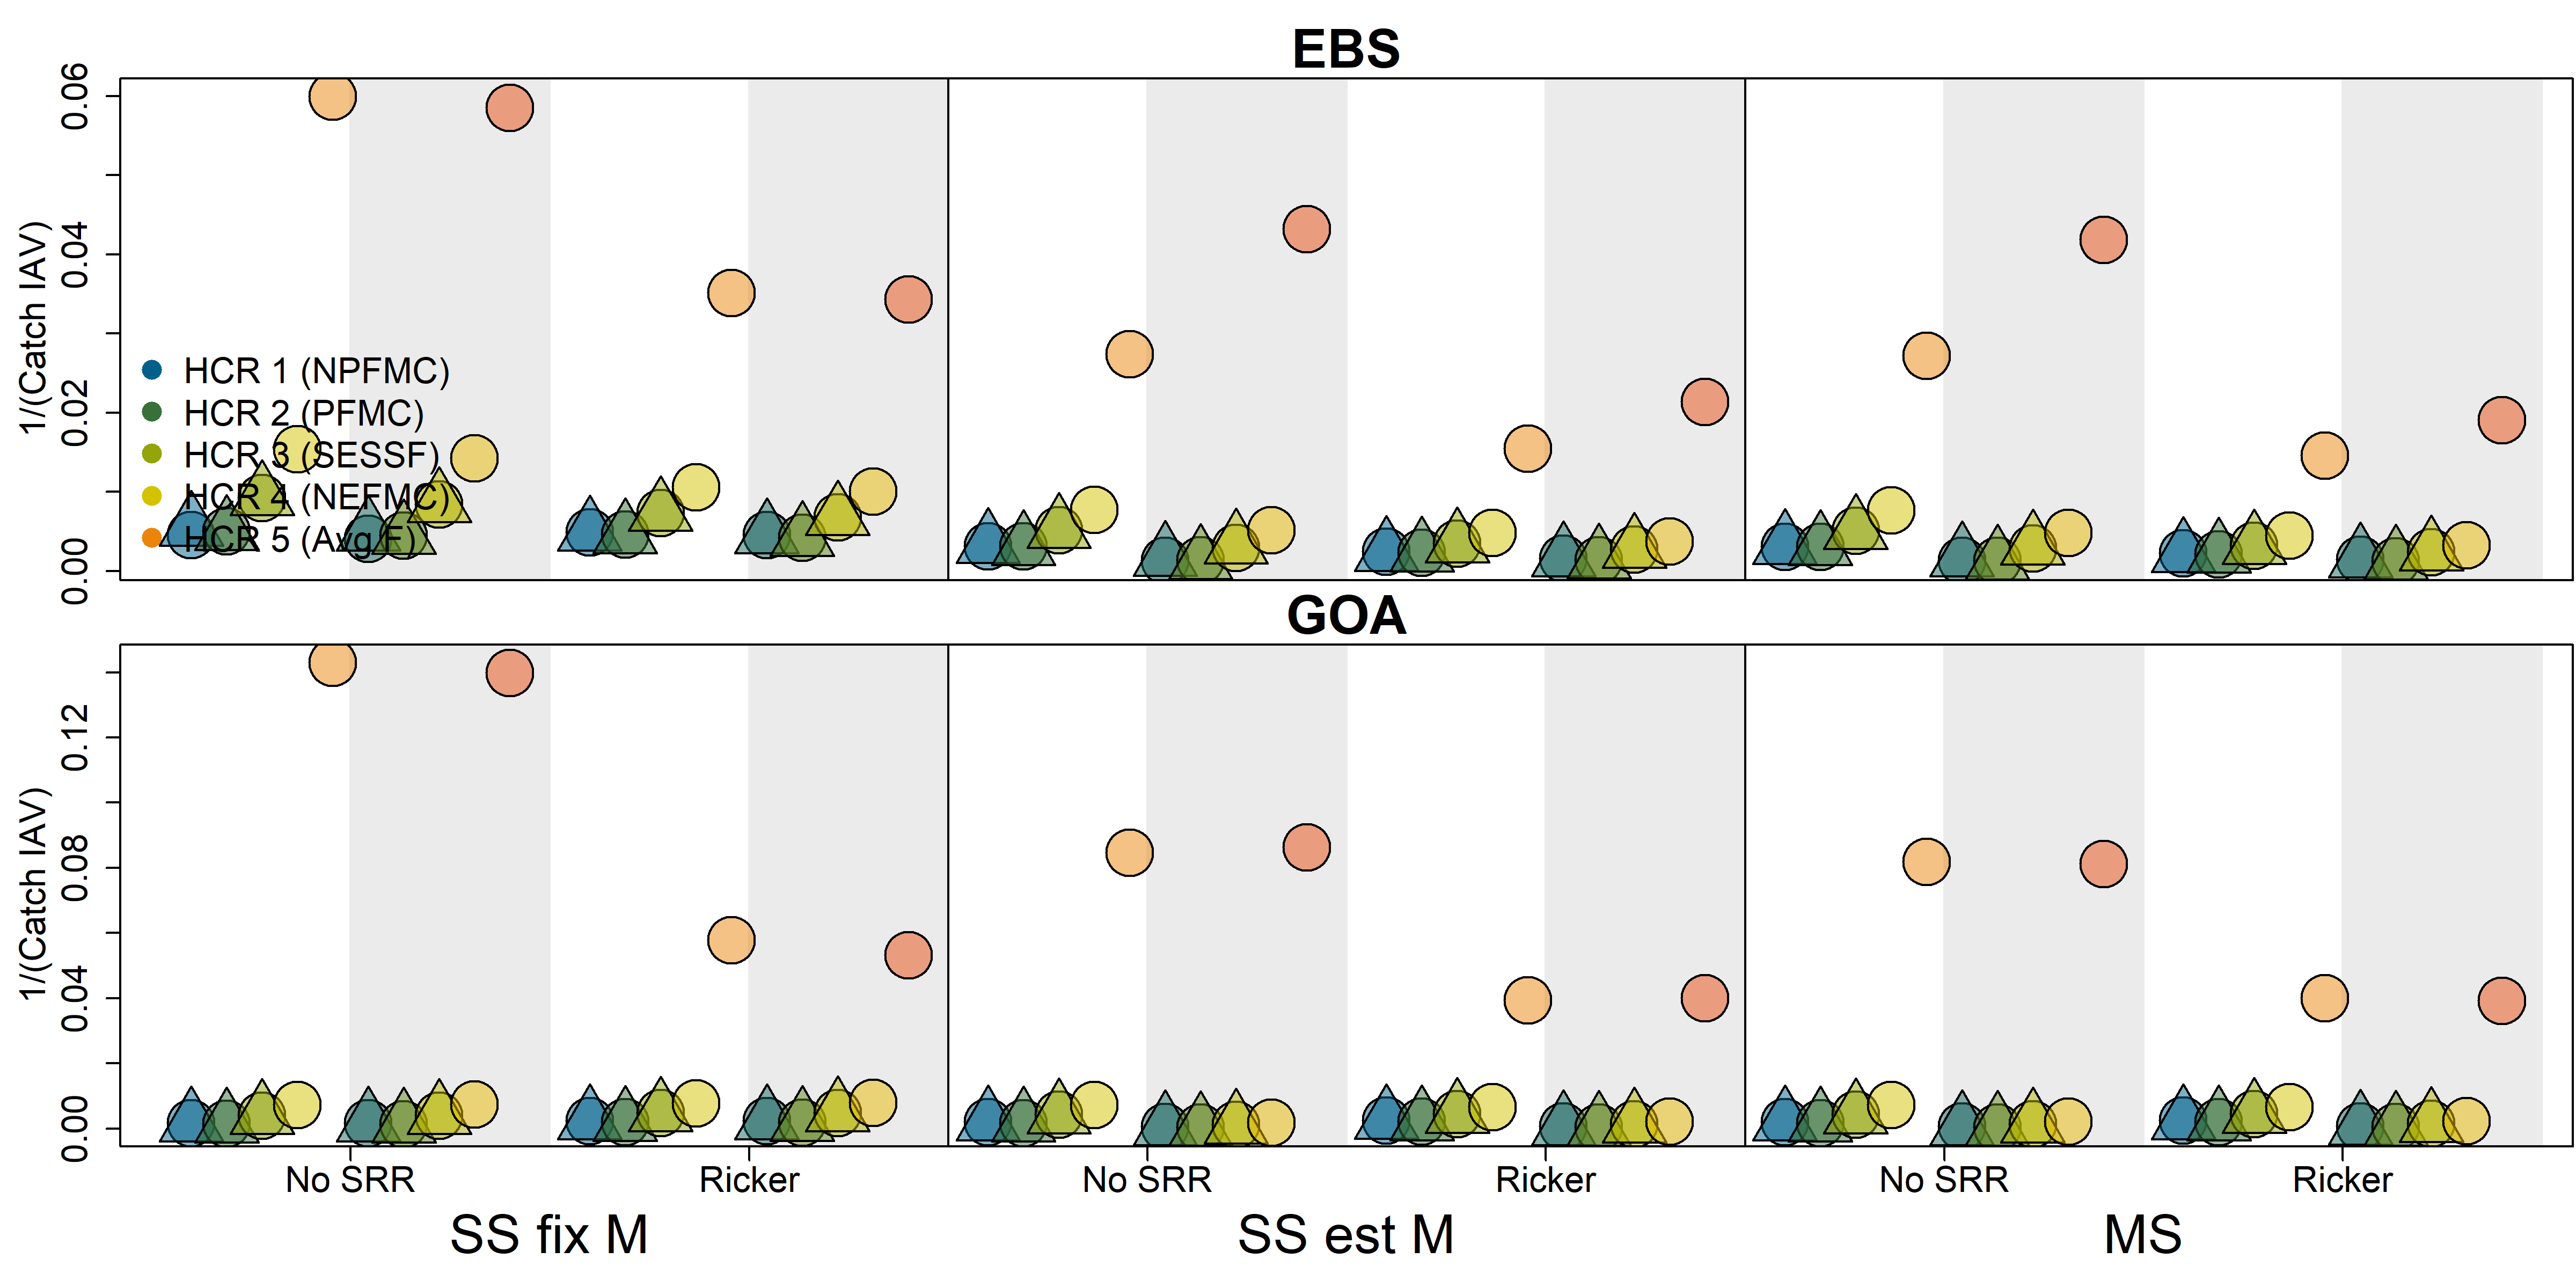 EBS
1/(Catch IAV)
0.06
0.04
0.02
0.00
HCR 1 (NPFMC)
HCR 2 (PFMC)
HCR 3 (SESSF)
HCR 4 (NEFMC)
HCR 5 (Avg F)
GOA
1/(Catch IAV)
0.12
0.08
0.04
0.00
No SRR Ricker No SRR Ricker No SRR Ricker
SS fix M SS est M MS